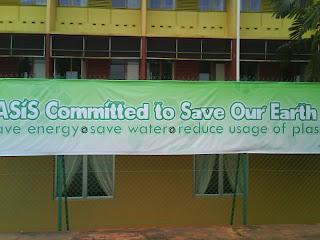 ASiS Committed to Save Our Earth
ave energy save water reduce usage of plas